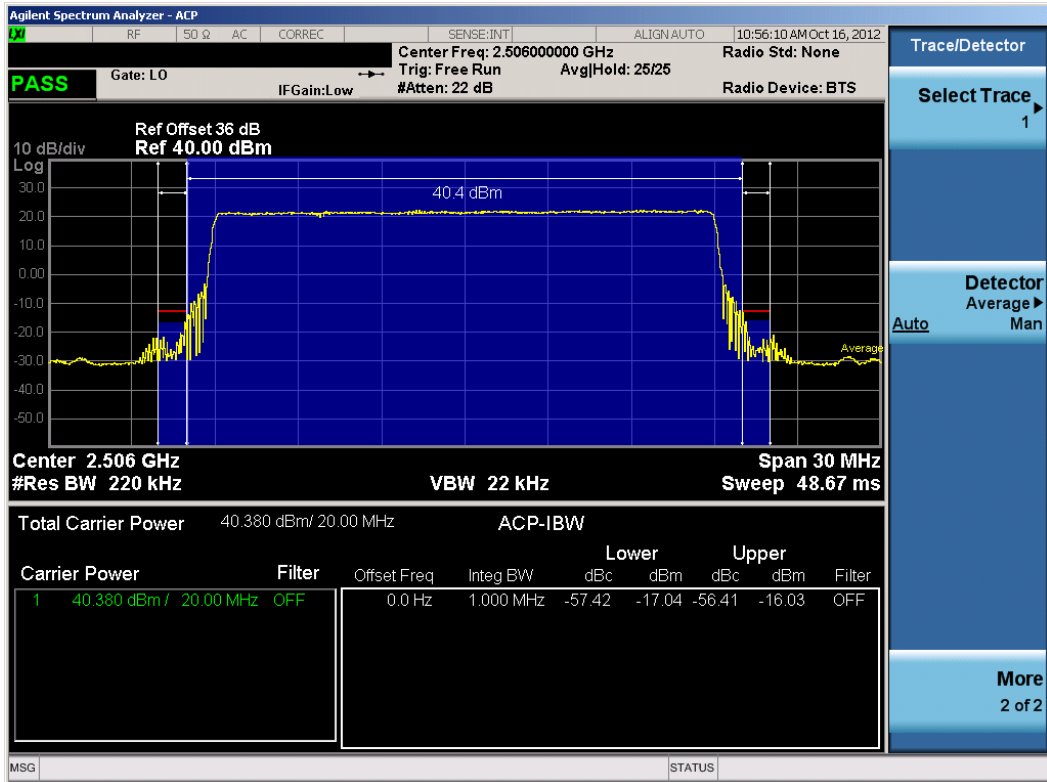 Agilent Spectrum Analyzer - ACP
LXI RF 50 Ω AC CORREC SENSE:INT ALIGN AUTO 10:56:10 AM Oct 16, 2012
Center Freq: 2.506000000 GHz Radio Std: None
PASS Gate: LO Trig: Free Run Avg|Hold: 25/25
IFGain:Low #Atten: 22 dB Radio Device: BTS
Ref Offset 36 dB
10 dB/div Ref 40.00 dBm
Log
30.0
40.4 dBm
20.0
10.0
0.00
-10.0
-20.0
Average
-30.0
-40.0
-50.0
Center 2.506 GHz Span 30 MHz
#Res BW 220 kHz VBW 22 kHz Sweep 48.67 ms
Total Carrier Power 40.380 dBm/ 20.00 MHz ACP-IBW
Lower Upper
Carrier Power Filter Offset Freq Integ BW dBc dBm dBc dBm Filter
1 40.380 dBm / 20.00 MHz OFF 0.0 Hz 1.000 MHz -57.42 -17.04 -56.41 -16.03 OFF
MSG STATUS
Trace/Detector
Select Trace
1
Detector
Average
Auto Man
More
2 of 2